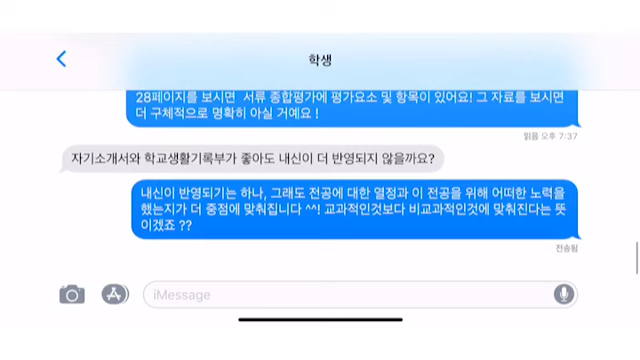 학생
28페이지를 보시면 서류 종합평가에 평가요소 및 항목이 있어요! 그 자료를 보시면
더 구체적으로 명확히 아실 거예요 !
읽음 오후 7:37
자기소개서와 학교생활기록부가 좋아도 내신이 더 반영되지 않을까요?
내신이 반영되기는 하나, 그래도 전공에 대한 열정과 이 전공을 위해 어떠한 노력을
했는지가 더 중점에 맞춰집니다 ^^! 교과적인것보다 비교과적인것에 맞춰진다는 뜻
이겠죠 ??
전송됨
iMessage